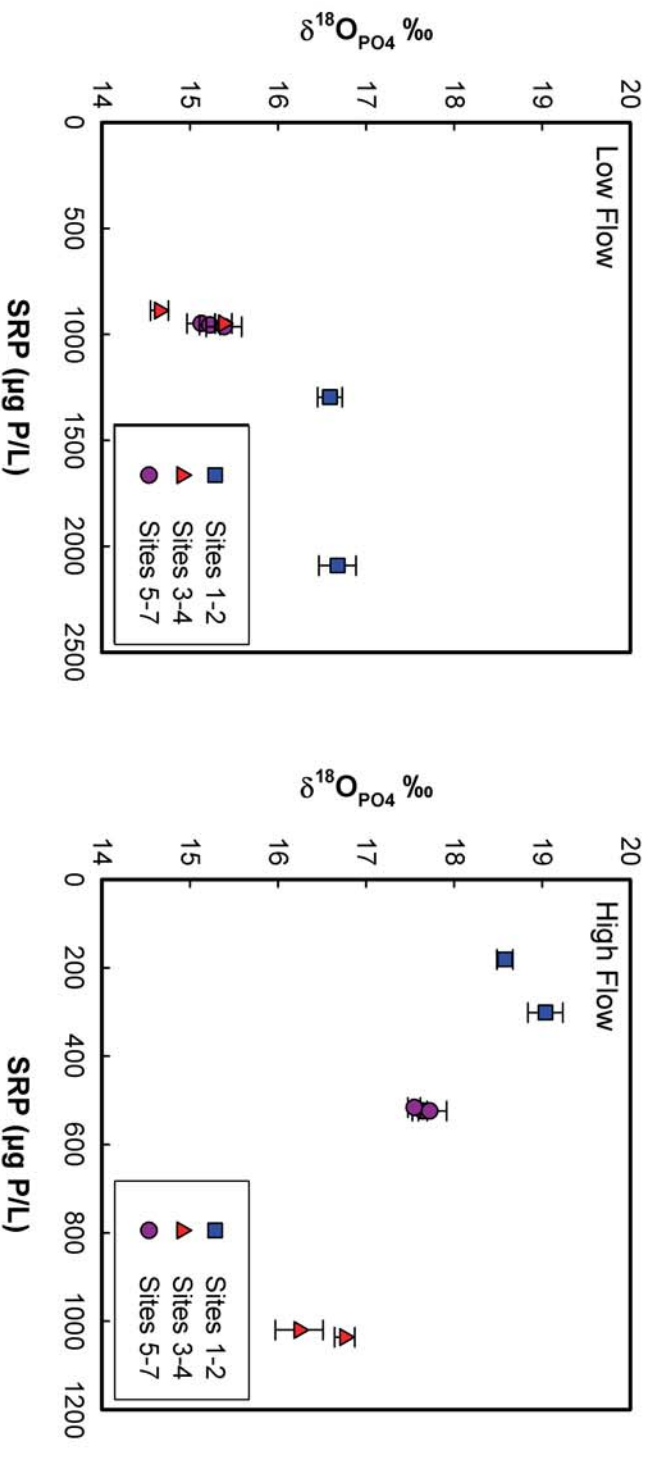 Low Flow
δ¹⁸O_PO4 ‰
20
19
18
17
16
15
14
0
500
1000
1500
2000
2500
SRP (µg P/L)
Sites 1-2
Sites 3-4
Sites 5-7
High Flow
δ¹⁸O_PO4 ‰
20
19
18
17
16
15
14
0
200
400
600
800
1000
1200
SRP (µg P/L)
Sites 1-2
Sites 3-4
Sites 5-7